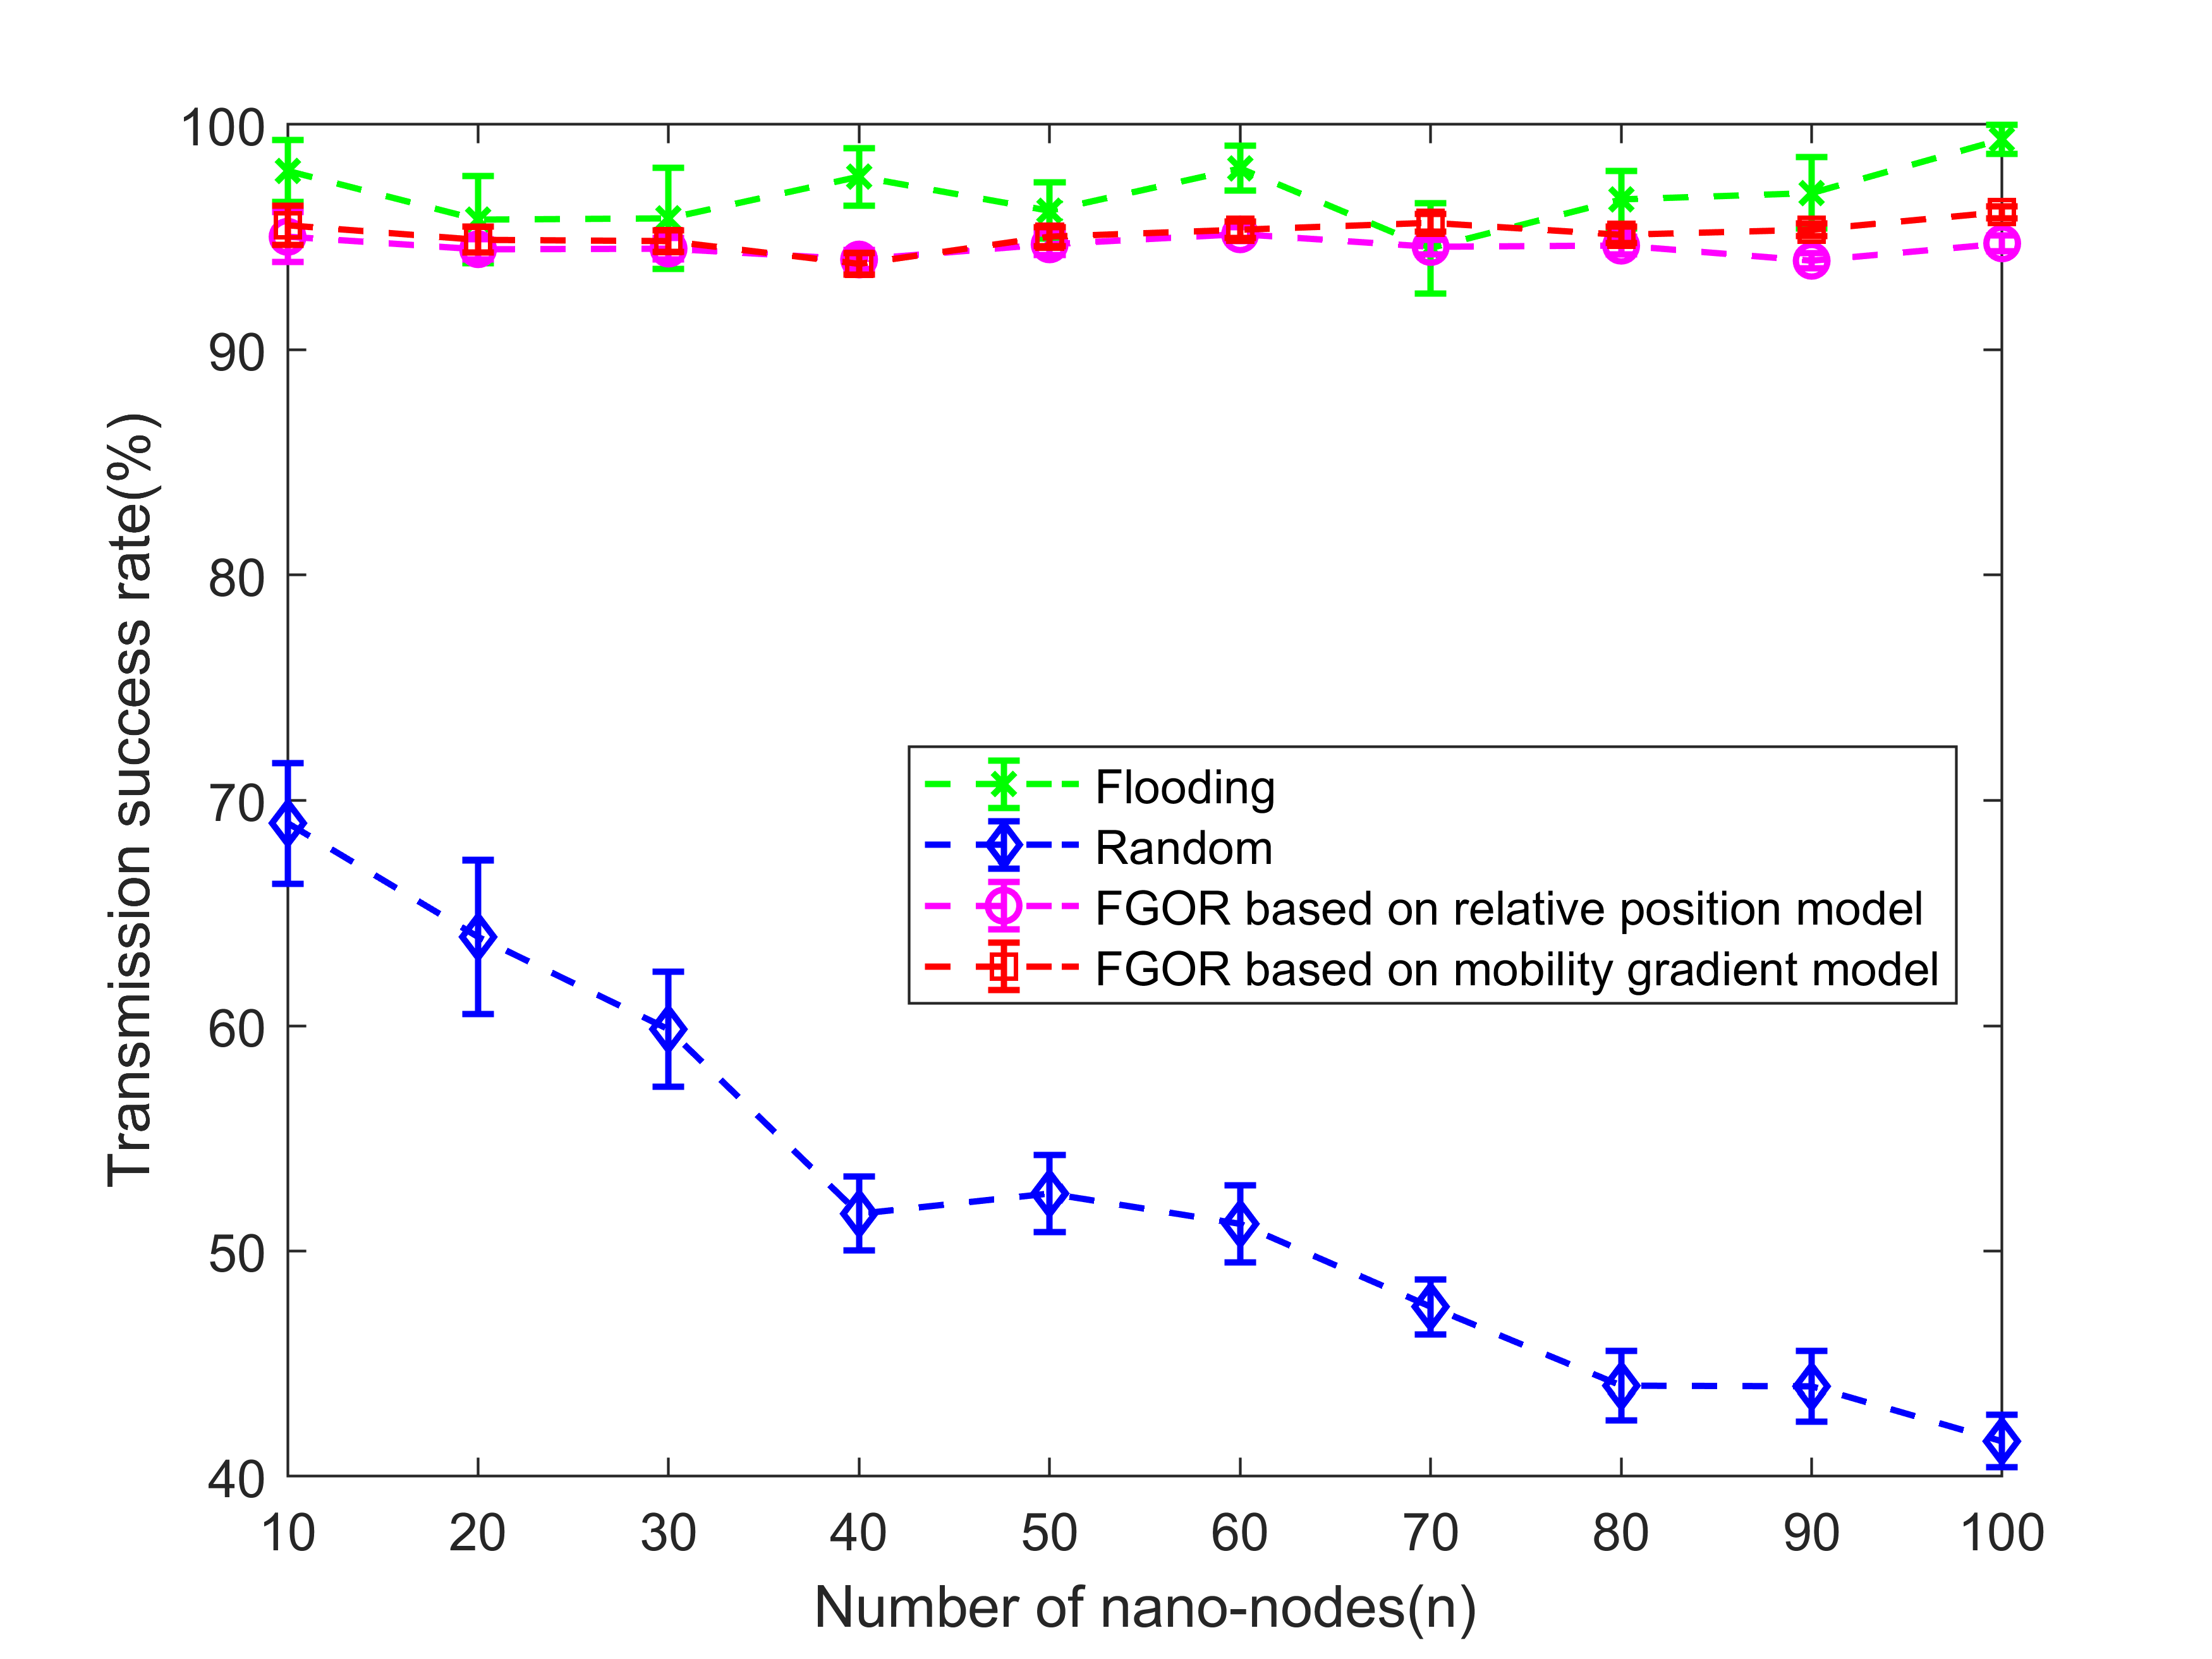 100
90
80
70
60
50
40
Transmission success rate(%)
Flooding
Random
FGOR based on relative position model
FGOR based on mobility gradient model
10 20 30 40 50 60 70 80 90 100
Number of nano-nodes(n)